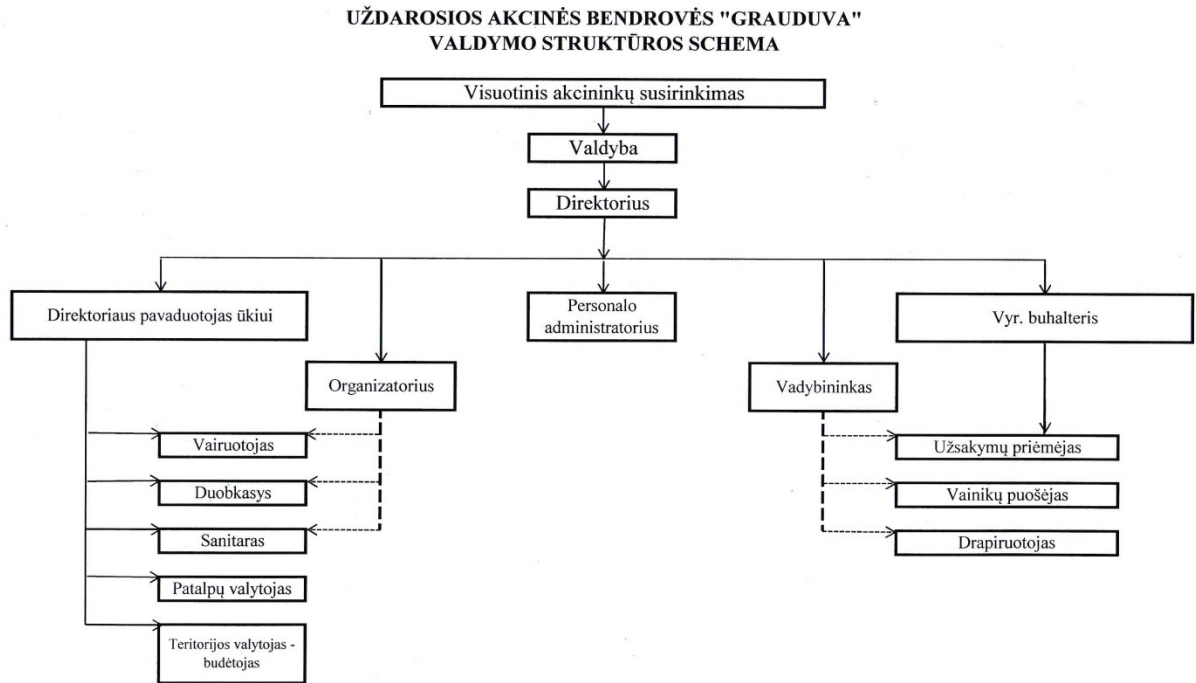 UŽDAROSIOS AKCINĖS BENDROVĖS "GRAUDUVA"
VALDYMO STRUKTŪROS SCHEMA
Visuotinis akcininkų susirinkimas
Valdyba
Direktorius
Direktoriaus pavaduotojas ūkiui
Personalo
administratorius
Vyr. buhalteris
Organizatorius
Vadybininkas
Vairuotojas
Užsakymų priėmėjas
Duobkasys
Vainikų puošėjas
Sanitaras
Drapiruotojas
Patalpų valytojas
Teritorijos valytojas -
budėtojas